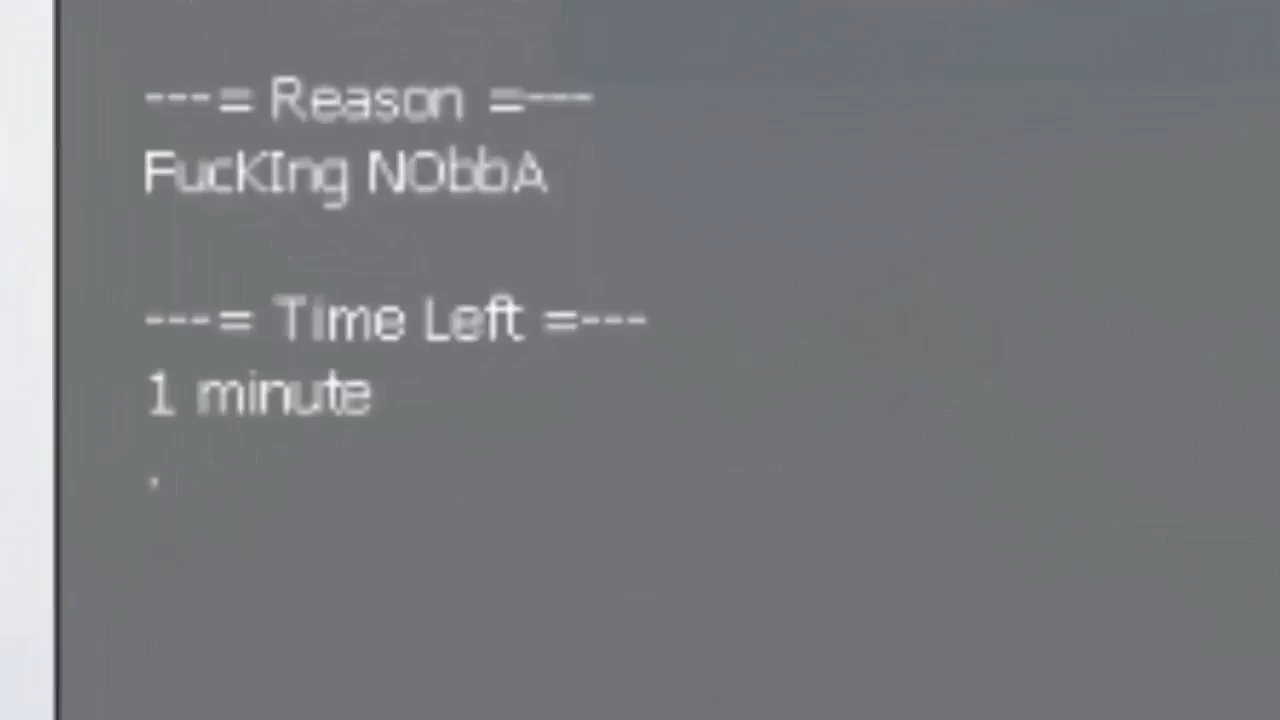 ---= Reason =---
FucKIng NObbA
---= Time Left =---
1 minute
.